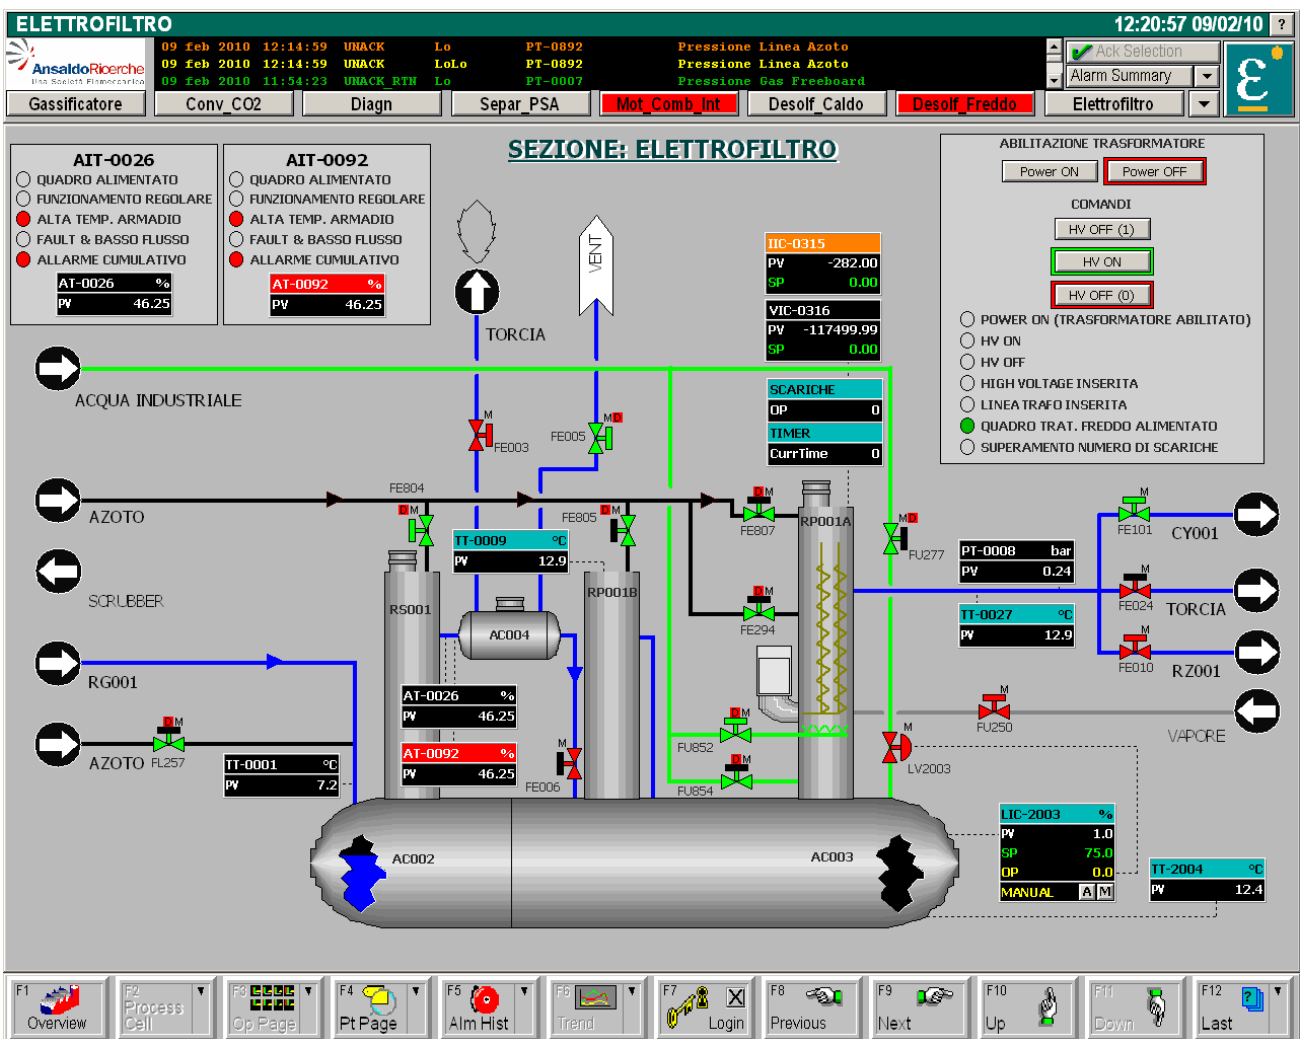 ELETTROFILTRO
12:20:57 09/02/10 ?
AnsaldoRicerche
Una Società Finmeccanica
09 feb 2010 12:14:59 UNACK Lo PT-0892 Pressione Linea Azoto
09 feb 2010 12:14:59 UNACK LoLo PT-0892 Pressione Linea Azoto
09 feb 2010 11:54:23 UNACK_RTN Lo PT-0007 Pressione Gas Freeboard
Ack Selection
Alarm Summary
Gassificatore Conv_CO2 Diagn Separ_PSA Mot_Comb_Int Desolf_Caldo Desolf_Freddo Elettrofiltro
SEZIONE: ELETTROFILTRO
AIT-0026
QUADRO ALIMENTATO
FUNZIONAMENTO REGOLARE
ALTA TEMP. ARMADIO
FAULT & BASSO FLUSSO
ALLARME CUMULATIVO
AT-0026 %
PV 46.25
AIT-0092
QUADRO ALIMENTATO
FUNZIONAMENTO REGOLARE
ALTA TEMP. ARMADIO
FAULT & BASSO FLUSSO
ALLARME CUMULATIVO
AT-0092 %
PV 46.25
TORCIA
VENT
IIC-0315
PV -282.00
SP 0.00
VIC-0316
PV -117499.99
SP 0.00
SCARICHE
OP 0
TIMER
CurrTime 0
ABILITAZIONE TRASFORMATORE
Power ON Power OFF
COMANDI
HV OFF (1)
HV ON
HV OFF (0)
POWER ON (TRASFORMATORE ABILITATO)
HV ON
HV OFF
HIGH VOLTAGE INSERITA
LINEA TRAFO INSERITA
QUADRO TRAT. FREDDO ALIMENTATO
SUPERAMENTO NUMERO DI SCARICHE
ACQUA INDUSTRIALE
M
FE003
M D
FE005
AZOTO
FE804
D M
FE805
D M
D M
FE807
RP001A
M D
FU277
M
FE101
CY001
TT-0009 °C
PV 12.9
PT-0008 bar
PV 0.24
SCRUBBER
RS001
AC004
RP001B
D M
FE294
TT-0027 °C
PV 12.9
M
FE024
TORCIA
RG001
M
FE010
RZ001
AT-0026 %
PV 46.25
AT-0092 %
PV 46.25
M
FE006
D M
FU852
D M
FU854
M
FU250
VAPORE
M
LV2003
AZOTO
D M
FL257
TT-0001 °C
PV 7.2
AC002
AC003
LIC-2003 %
PV 1.0
SP 75.0
OP 0.0
MANUAL A M
TT-2004 °C
PV 12.4
F1 Overview
F2 Process Cell
F3 Op Page
F4 Pt Page
F5 Alm Hist
F6 Trend
F7 Login
F8 Previous
F9 Next
F10 Up
F11 Down
F12 Last